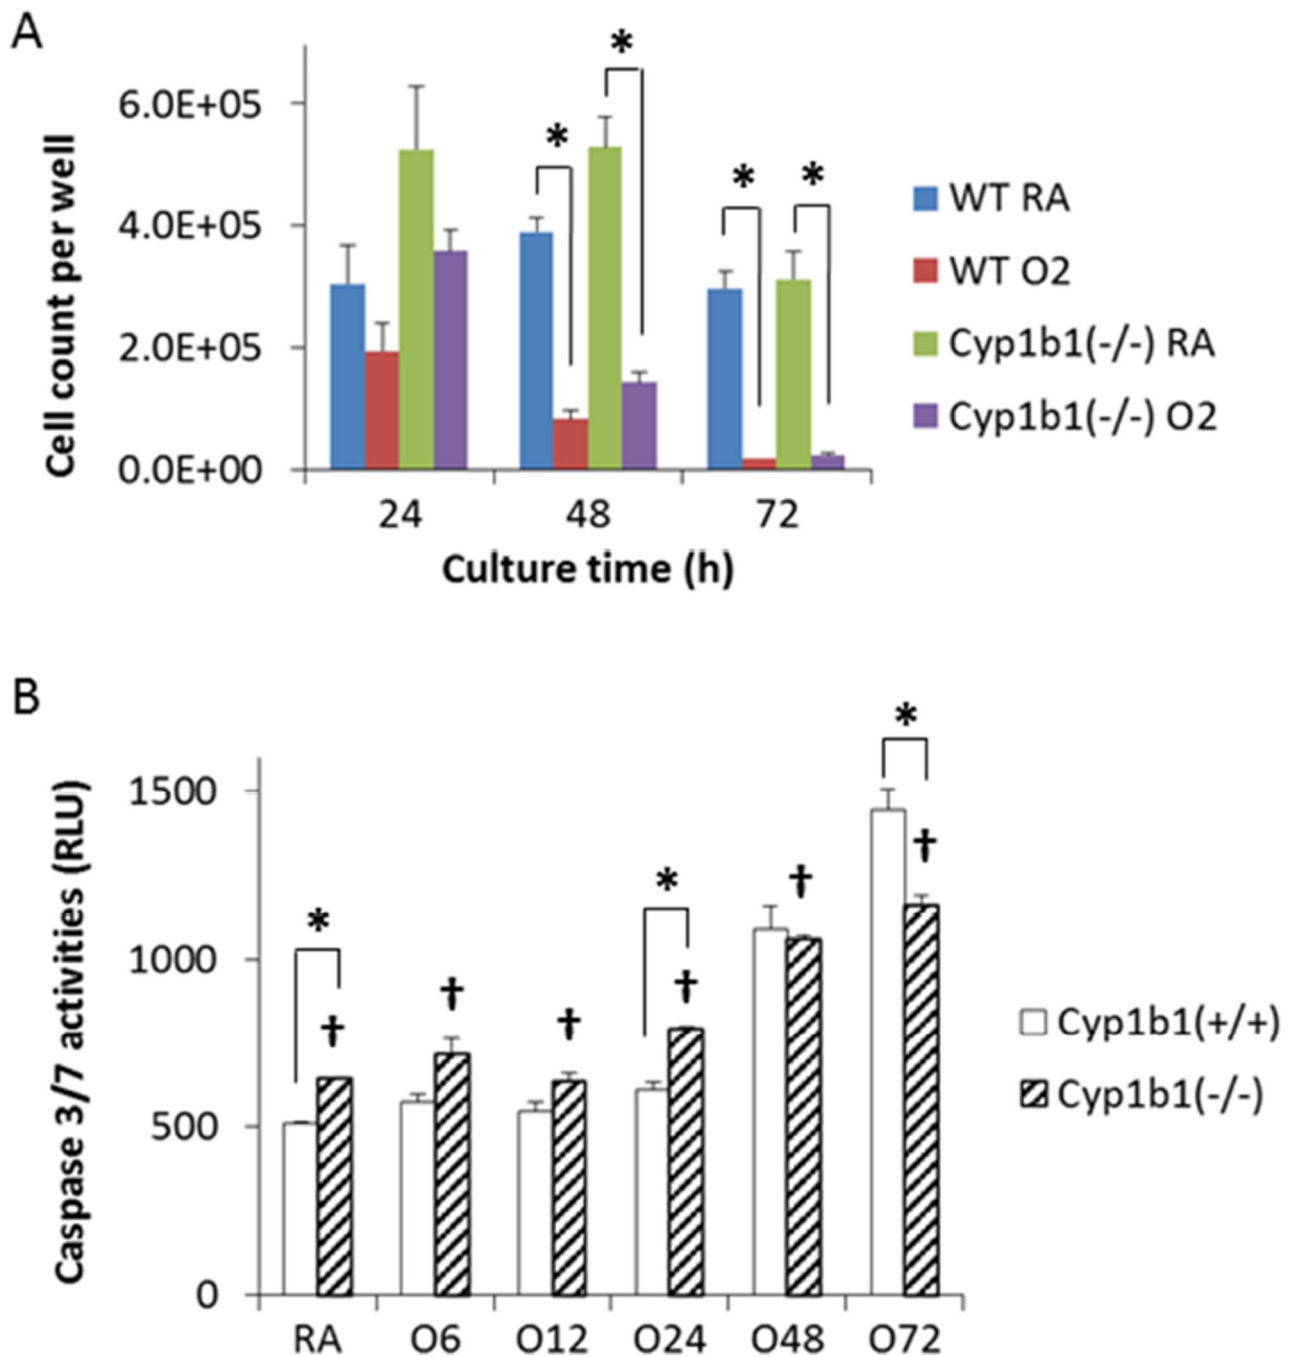 A
Cell count per well
6.0E+05
4.0E+05
2.0E+05
0.0E+00
*
*
*
*
24 48 72
Culture time (h)
WT RA
WT O2
Cyp1b1(-/-) RA
Cyp1b1(-/-) O2
B
Caspase 3/7 activities (RLU)
1500
1000
500
0
*
†
†
†
*
†
†
*
†
RA O6 O12 O24 O48 O72
Cyp1b1(+/+)
Cyp1b1(-/-)